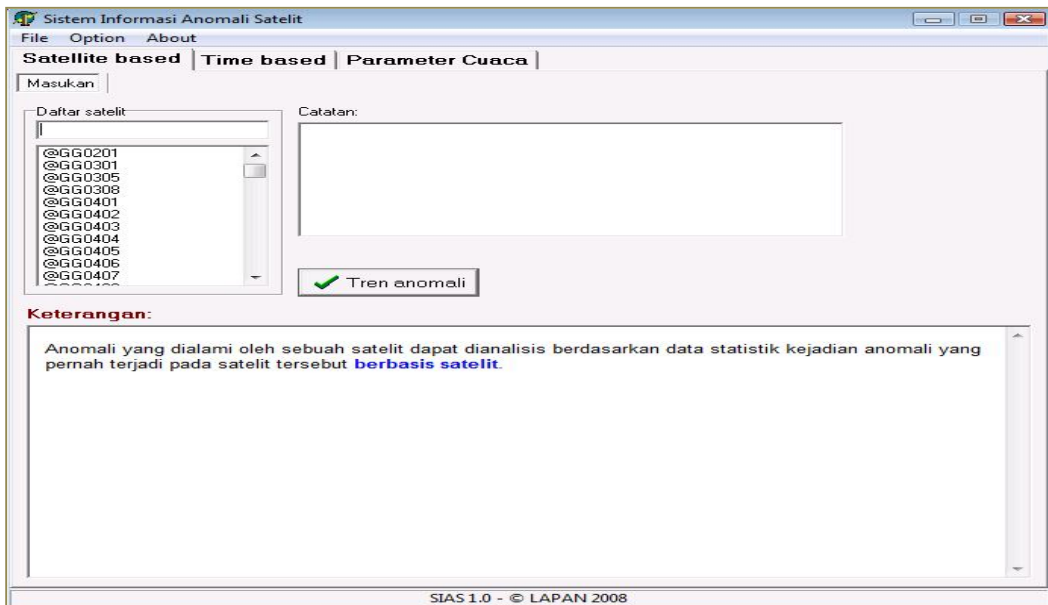 Sistem Informasi Anomali Satelit
File Option About
Satellite based Time based Parameter Cuaca
Masukan
Daftar satelit
Catatan:
@GG0201
@GG0301
@GG0305
@GG0308
@GG0401
@GG0402
@GG0403
@GG0404
@GG0405
@GG0406
@GG0407
Tren anomali
Keterangan:
Anomali yang dialami oleh sebuah satelit dapat dianalisis berdasarkan data statistik kejadian anomali yang
pernah terjadi pada satelit tersebut berbasis satelit.
SIAS 1.0 - © LAPAN 2008